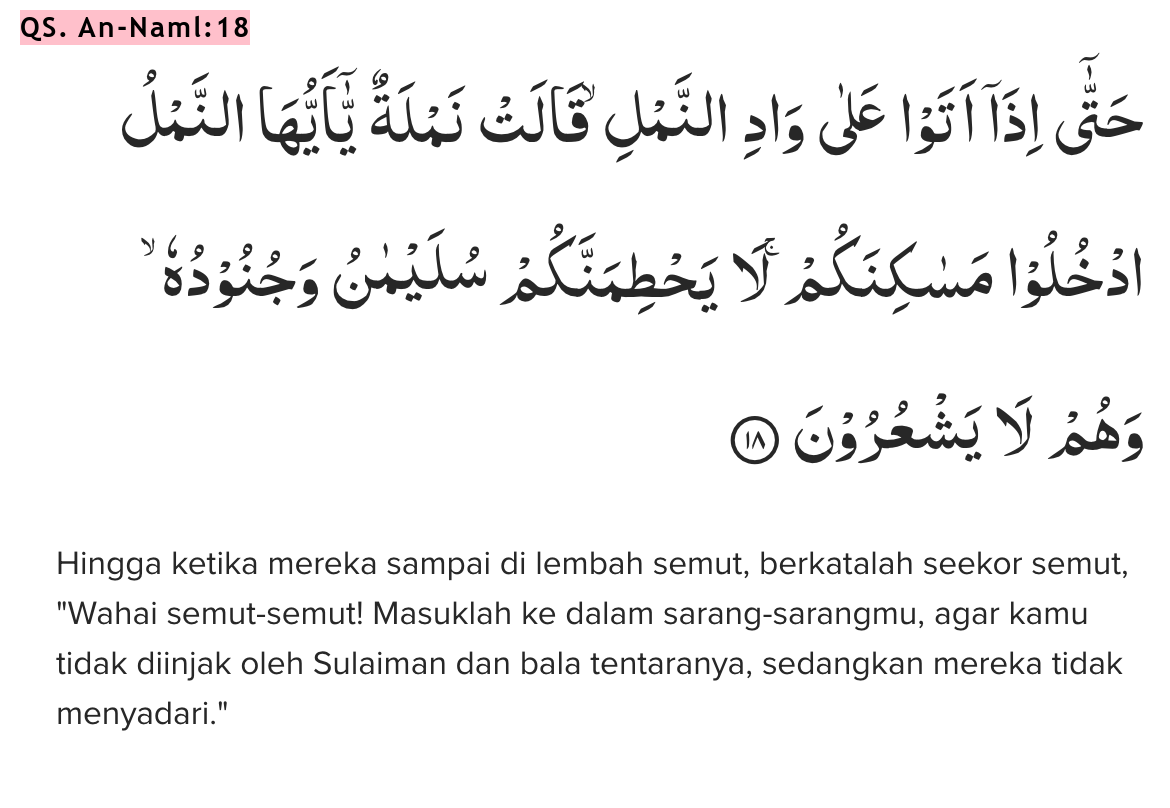 QS. An-Naml:18
حَتّٰٓى اِذَآ اَتَوْا عَلٰى وَادِ النَّمْلِۙ قَالَتْ نَمْلَةٌ يّٰٓاَيُّهَا النَّمْلُ
ادْخُلُوْا مَسٰكِنَكُمْۚ لَا يَحْطِمَنَّكُمْ سُلَيْمٰنُ وَجُنُوْدُهٗۙ
وَهُمْ لَا يَشْعُرُوْنَ ١٨
Hingga ketika mereka sampai di lembah semut, berkatalah seekor semut,
"Wahai semut-semut! Masuklah ke dalam sarang-sarangmu, agar kamu
tidak diinjak oleh Sulaiman dan bala tentaranya, sedangkan mereka tidak
menyadari."